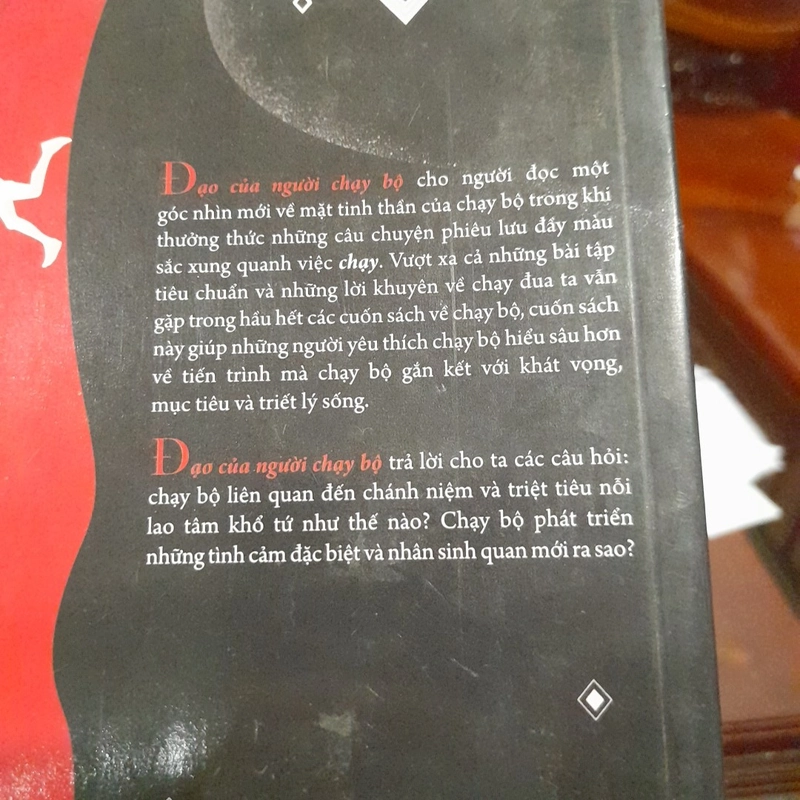 Đạo của người chạy bộ cho người đọc một
góc nhìn mới về mặt tinh thần của chạy bộ trong khi
thưởng thức những câu chuyện phiêu lưu đầy màu
sắc xung quanh việc chạy. Vượt xa cả những bài tập
tiêu chuẩn và những lời khuyên về chạy đua ta vẫn
gặp trong hầu hết các cuốn sách về chạy bộ, cuốn sách
này giúp những người yêu thích chạy bộ hiểu sâu hơn
về tiến trình mà chạy bộ gắn kết với khát vọng,
mục tiêu và triết lý sống.
Đạo của người chạy bộ trả lời cho ta các câu hỏi:
chạy bộ liên quan đến chánh niệm và triệt tiêu nỗi
lao tâm khổ tứ như thế nào? Chạy bộ phát triển
những tình cảm đặc biệt và nhân sinh quan mới ra sao?